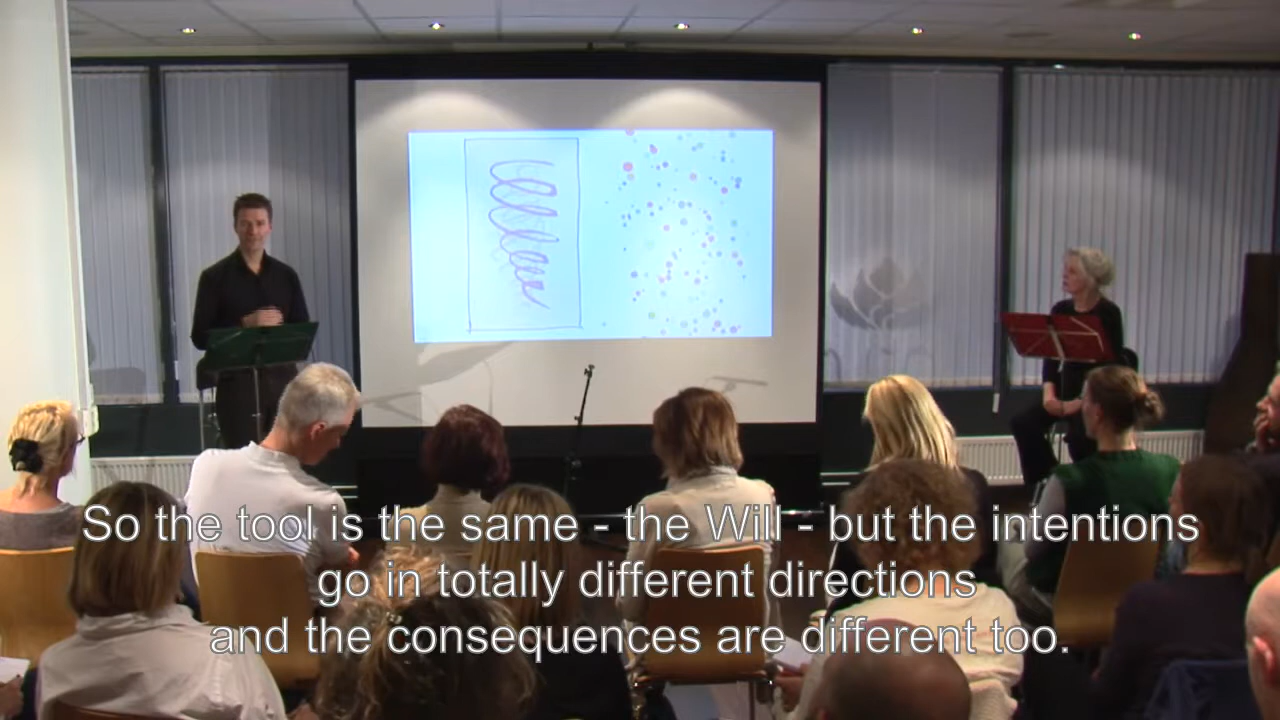 So the tool is the same - the Will - but the intentions
go in totally different directions
and the consequences are different too.